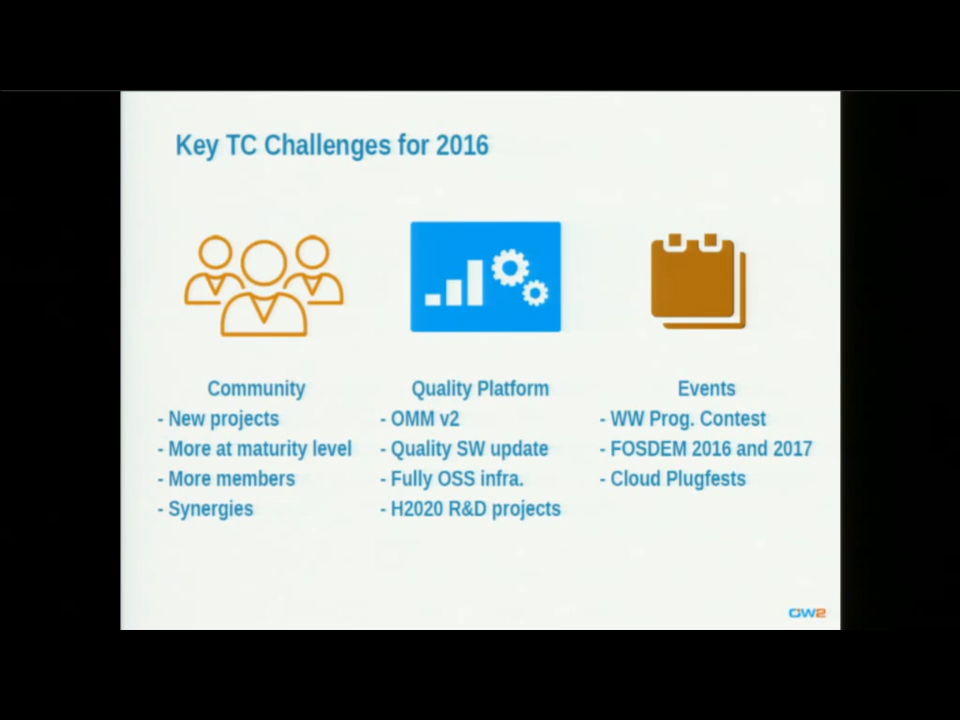 Key TC Challenges for 2016
Community
- New projects
- More at maturity level
- More members
- Synergies
Quality Platform
- OMM v2
- Quality SW update
- Fully OSS infra.
- H2020 R&D projects
Events
- WW Prog. Contest
- FOSDEM 2016 and 2017
- Cloud Plugfests
OW2